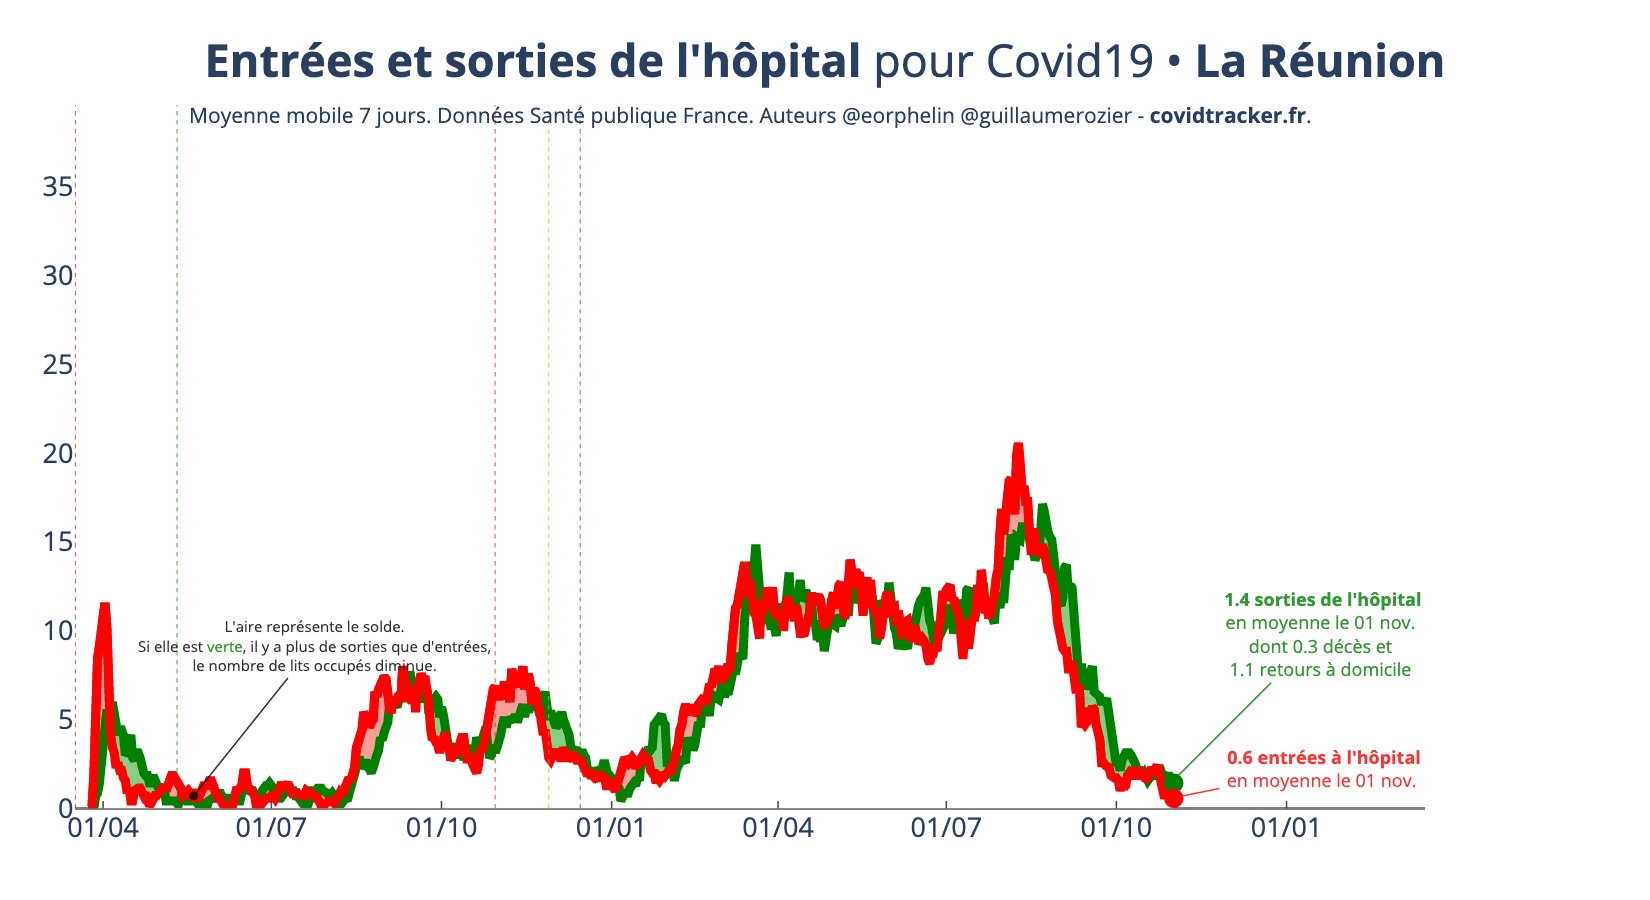 Entrées et sorties de l'hôpital pour Covid19 • La Réunion
Moyenne mobile 7 jours. Données Santé publique France. Auteurs @eorphelin @guillaumerozier - covidtracker.fr.
35
30
25
20
15
10
5
0
L'aire représente le solde.
Si elle est verte, il y a plus de sorties que d'entrées,
le nombre de lits occupés diminue.
1.4 sorties de l'hôpital
en moyenne le 01 nov.
dont 0.3 décès et
1.1 retours à domicile
0.6 entrées à l'hôpital
en moyenne le 01 nov.
01/04 01/07 01/10 01/01 01/04 01/07 01/10 01/01